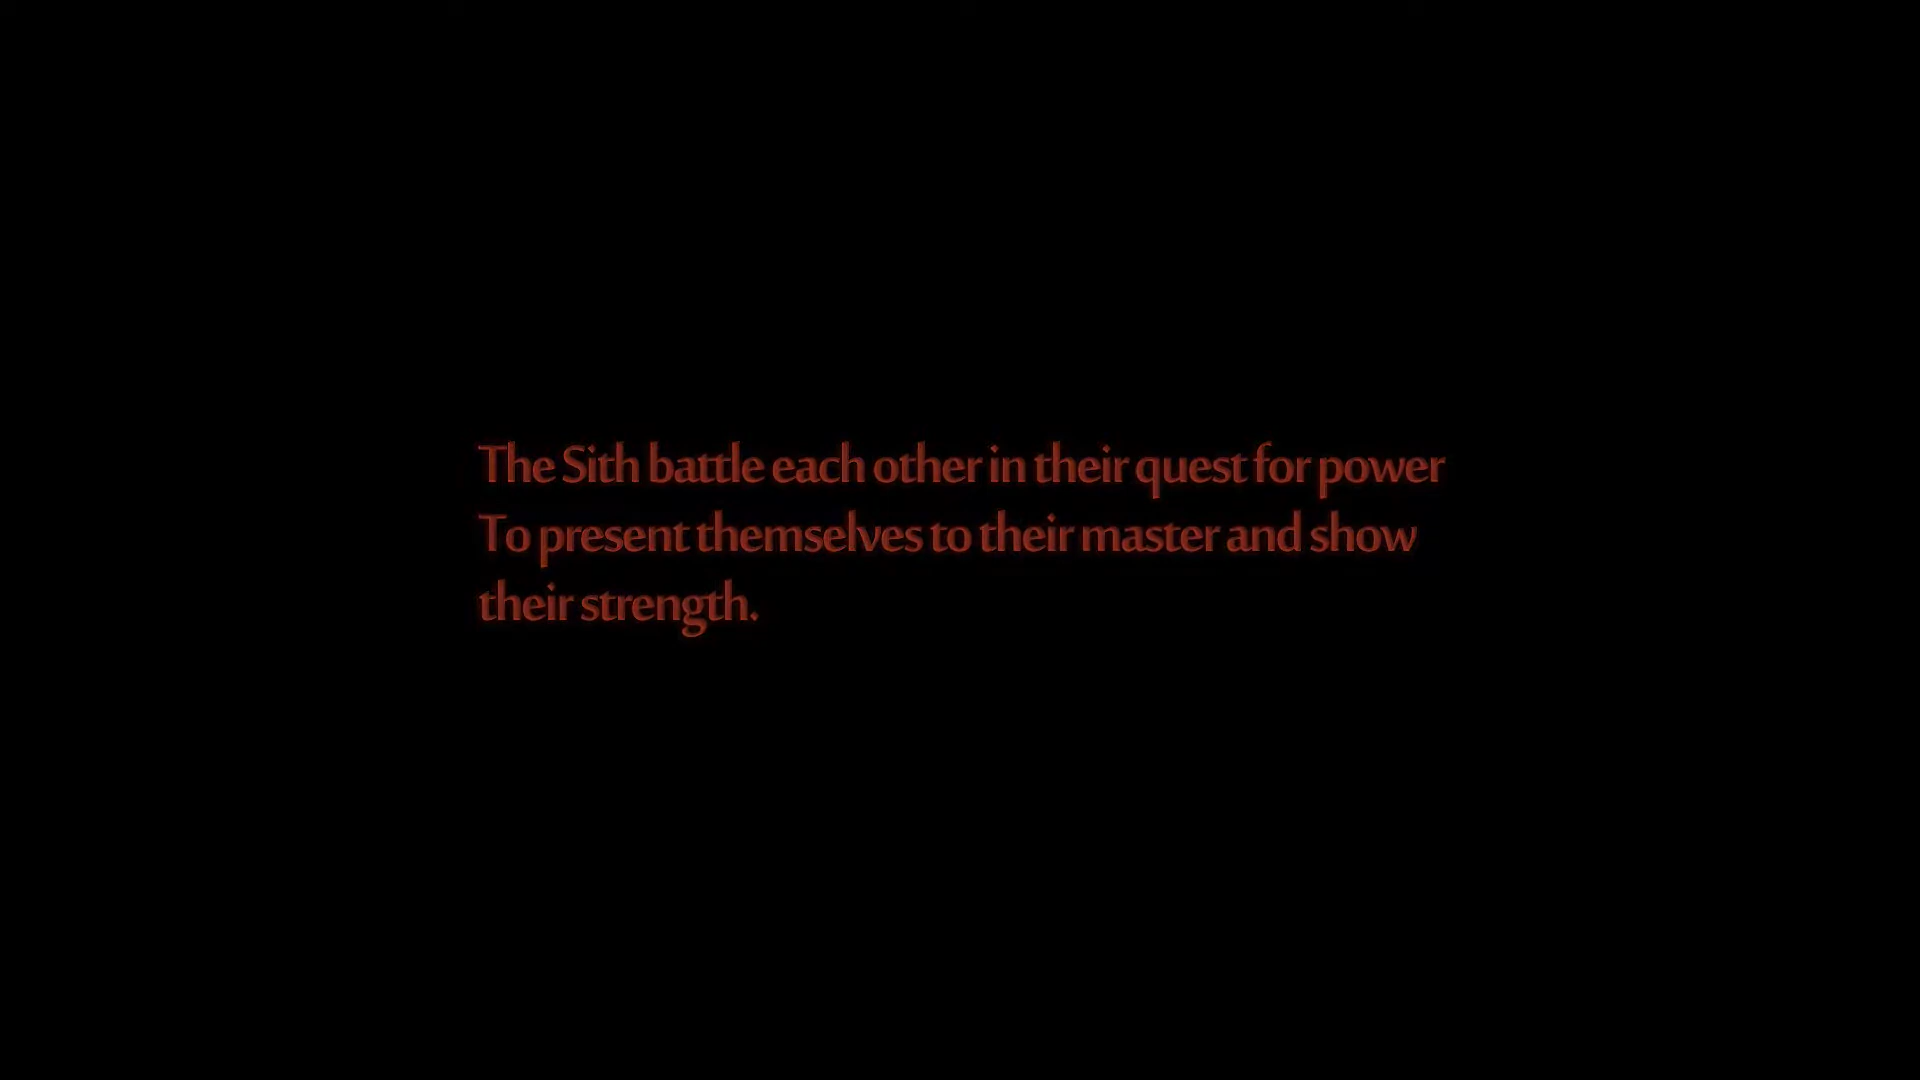 The Sith battle each other in their quest for power
To present themselves to their master and show
their strength.